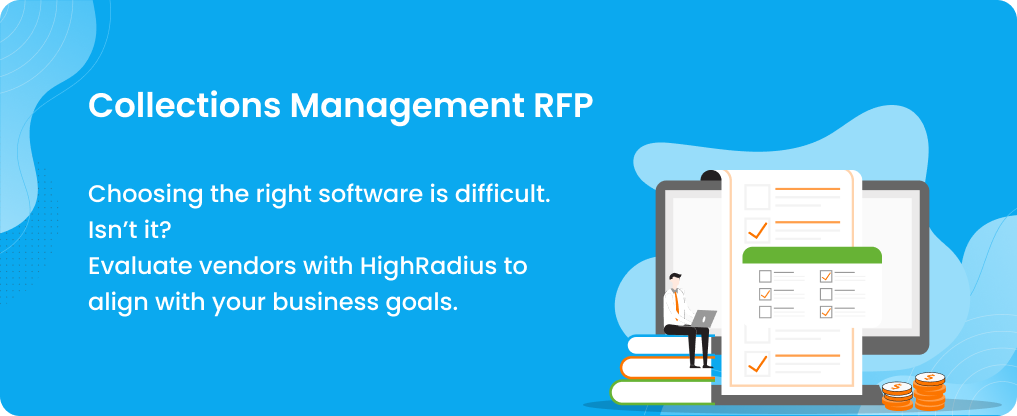 Collections Management RFP
Choosing the right software is difficult.
Isn’t it?
Evaluate vendors with HighRadius to
align with your business goals.